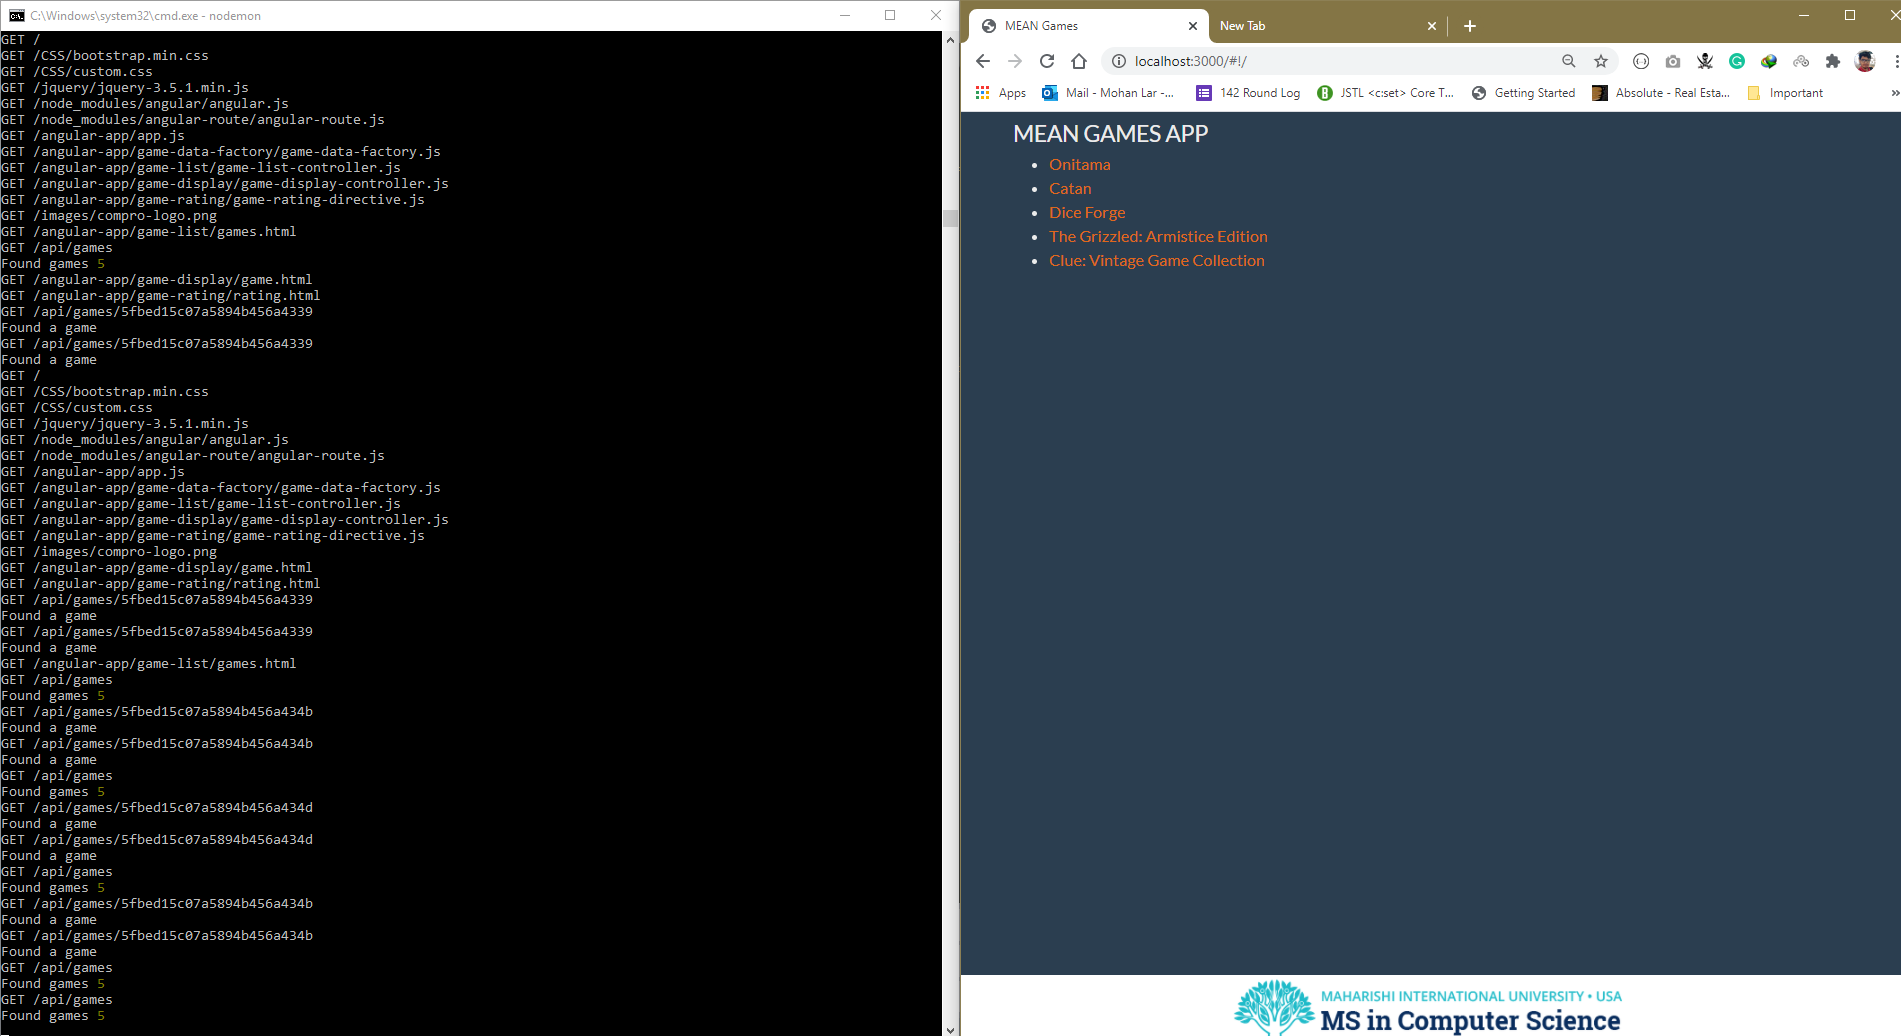 C:\Windows\system32\cmd.exe - nodemon
GET /
GET /CSS/bootstrap.min.css
GET /CSS/custom.css
GET /jquery/jquery-3.5.1.min.js
GET /node_modules/angular/angular.js
GET /node_modules/angular-route/angular-route.js
GET /angular-app/app.js
GET /angular-app/game-data-factory/game-data-factory.js
GET /angular-app/game-list/game-list-controller.js
GET /angular-app/game-display/game-display-controller.js
GET /angular-app/game-rating/game-rating-directive.js
GET /images/compro-logo.png
GET /angular-app/game-list/games.html
GET /api/games
Found games 5
GET /angular-app/game-display/game.html
GET /angular-app/game-rating/rating.html
GET /api/games/5fbed15c07a5894b456a4339
Found a game
GET /api/games/5fbed15c07a5894b456a4339
Found a game
GET /
GET /CSS/bootstrap.min.css
GET /CSS/custom.css
GET /jquery/jquery-3.5.1.min.js
GET /node_modules/angular/angular.js
GET /node_modules/angular-route/angular-route.js
GET /angular-app/app.js
GET /angular-app/game-data-factory/game-data-factory.js
GET /angular-app/game-list/game-list-controller.js
GET /angular-app/game-display/game-display-controller.js
GET /angular-app/game-rating/game-rating-directive.js
GET /images/compro-logo.png
GET /angular-app/game-display/game.html
GET /angular-app/game-rating/rating.html
GET /api/games/5fbed15c07a5894b456a4339
Found a game
GET /api/games/5fbed15c07a5894b456a4339
Found a game
GET /angular-app/game-list/games.html
GET /api/games
Found games 5
GET /api/games/5fbed15c07a5894b456a434b
Found a game
GET /api/games/5fbed15c07a5894b456a434b
Found a game
GET /api/games
Found games 5
GET /api/games/5fbed15c07a5894b456a434d
Found a game
GET /api/games/5fbed15c07a5894b456a434d
Found a game
GET /api/games
Found games 5
GET /api/games/5fbed15c07a5894b456a434b
Found a game
GET /api/games/5fbed15c07a5894b456a434b
Found a game
GET /api/games
Found games 5
GET /api/games
Found games 5
MEAN Games New Tab
localhost:3000/#!/
Apps Mail - Mohan Lar -... 142 Round Log JSTL <c:set> Core T... Getting Started Absolute - Real Esta... Important »
MEAN GAMES APP
• Onitama
• Catan
• Dice Forge
• The Grizzled: Armistice Edition
• Clue: Vintage Game Collection
MAHARISHI INTERNATIONAL UNIVERSITY • USA
MS in Computer Science